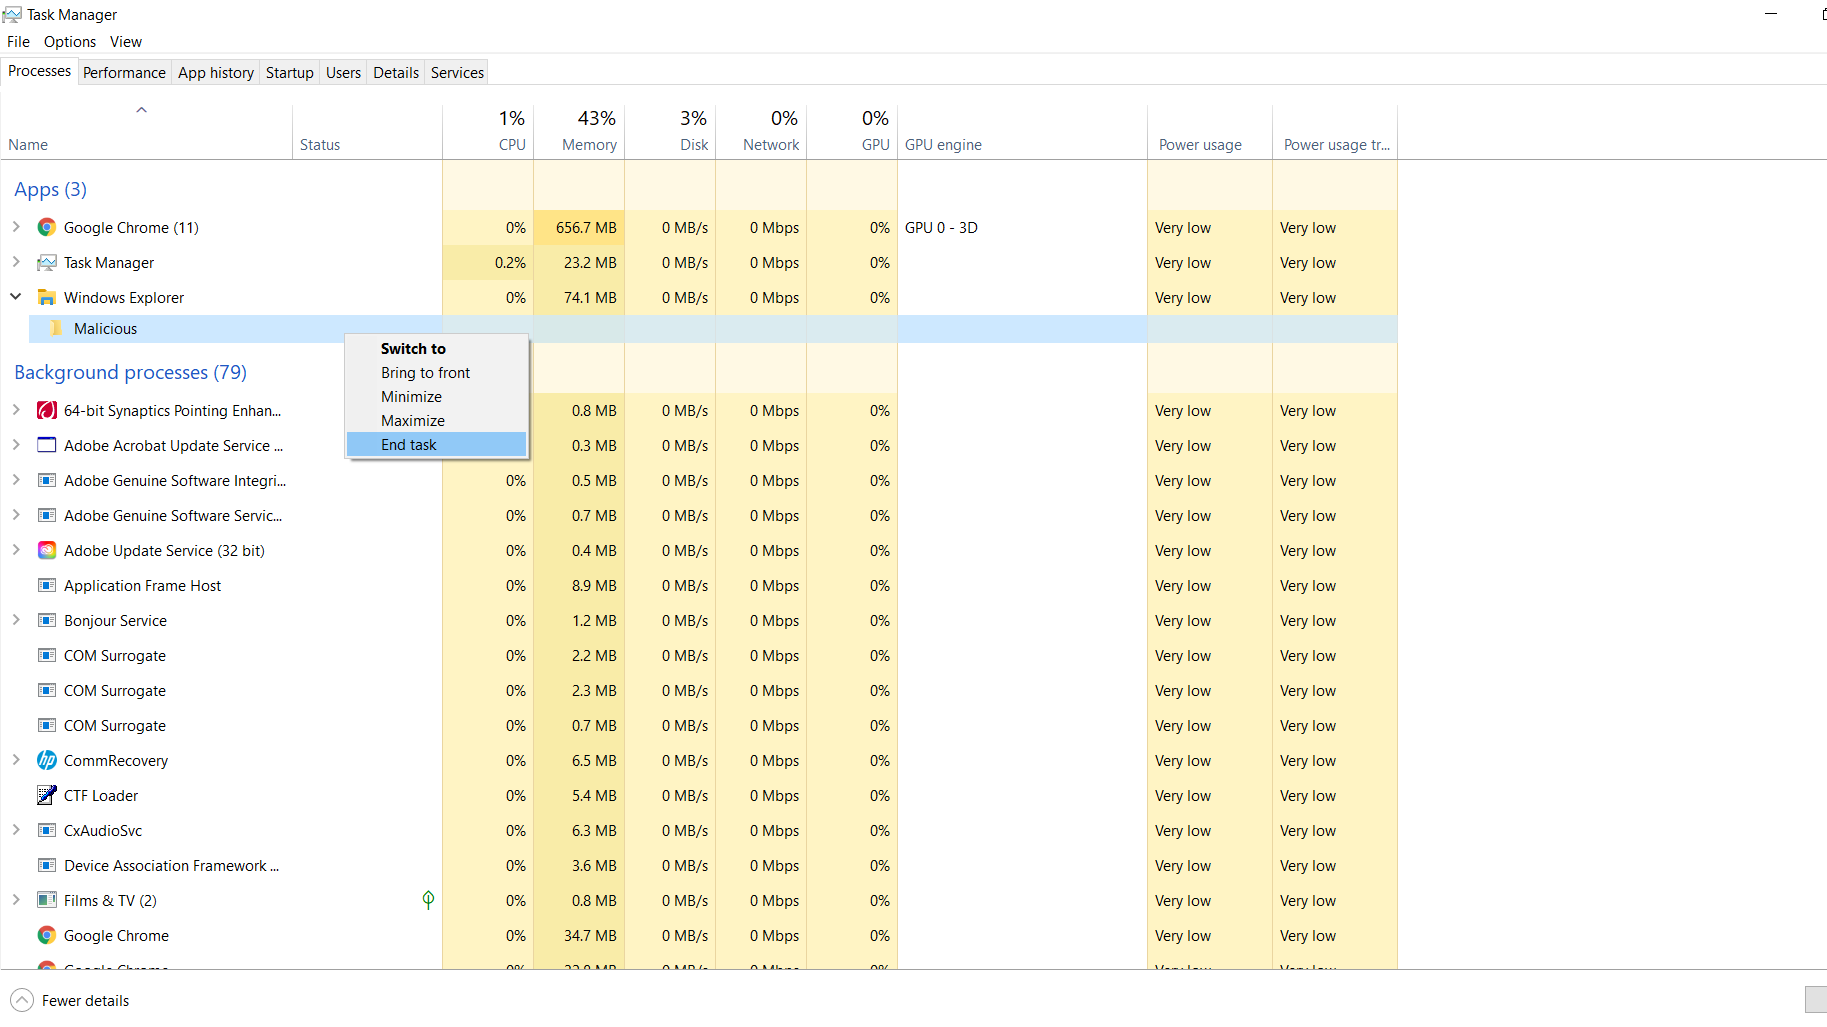 Task Manager
File Options View
Processes Performance App history Startup Users Details Services
1% 43% 3% 0% 0%
Name Status CPU Memory Disk Network GPU GPU engine Power usage Power usage tr...
Apps (3)
Google Chrome (11) 0% 656.7 MB 0 MB/s 0 Mbps 0% GPU 0 - 3D Very low Very low
Task Manager 0.2% 23.2 MB 0 MB/s 0 Mbps 0% Very low Very low
Windows Explorer 0% 74.1 MB 0 MB/s 0 Mbps 0% Very low Very low
Malicious
Switch to
Bring to front
Minimize
Maximize
End task
Background processes (79)
64-bit Synaptics Pointing Enhan... 0.8 MB 0 MB/s 0 Mbps 0% Very low Very low
Adobe Acrobat Update Service ... 0.3 MB 0 MB/s 0 Mbps 0% Very low Very low
Adobe Genuine Software Integri... 0% 0.5 MB 0 MB/s 0 Mbps 0% Very low Very low
Adobe Genuine Software Servic... 0% 0.7 MB 0 MB/s 0 Mbps 0% Very low Very low
Adobe Update Service (32 bit) 0% 0.4 MB 0 MB/s 0 Mbps 0% Very low Very low
Application Frame Host 0% 8.9 MB 0 MB/s 0 Mbps 0% Very low Very low
Bonjour Service 0% 1.2 MB 0 MB/s 0 Mbps 0% Very low Very low
COM Surrogate 0% 2.2 MB 0 MB/s 0 Mbps 0% Very low Very low
COM Surrogate 0% 2.3 MB 0 MB/s 0 Mbps 0% Very low Very low
COM Surrogate 0% 0.7 MB 0 MB/s 0 Mbps 0% Very low Very low
hp CommRecovery 0% 6.5 MB 0 MB/s 0 Mbps 0% Very low Very low
CTF Loader 0% 5.4 MB 0 MB/s 0 Mbps 0% Very low Very low
CxAudioSvc 0% 6.3 MB 0 MB/s 0 Mbps 0% Very low Very low
Device Association Framework ... 0% 3.6 MB 0 MB/s 0 Mbps 0% Very low Very low
Films & TV (2) 0% 0.8 MB 0 MB/s 0 Mbps 0% Very low Very low
Google Chrome 0% 34.7 MB 0 MB/s 0 Mbps 0% Very low Very low
Fewer details